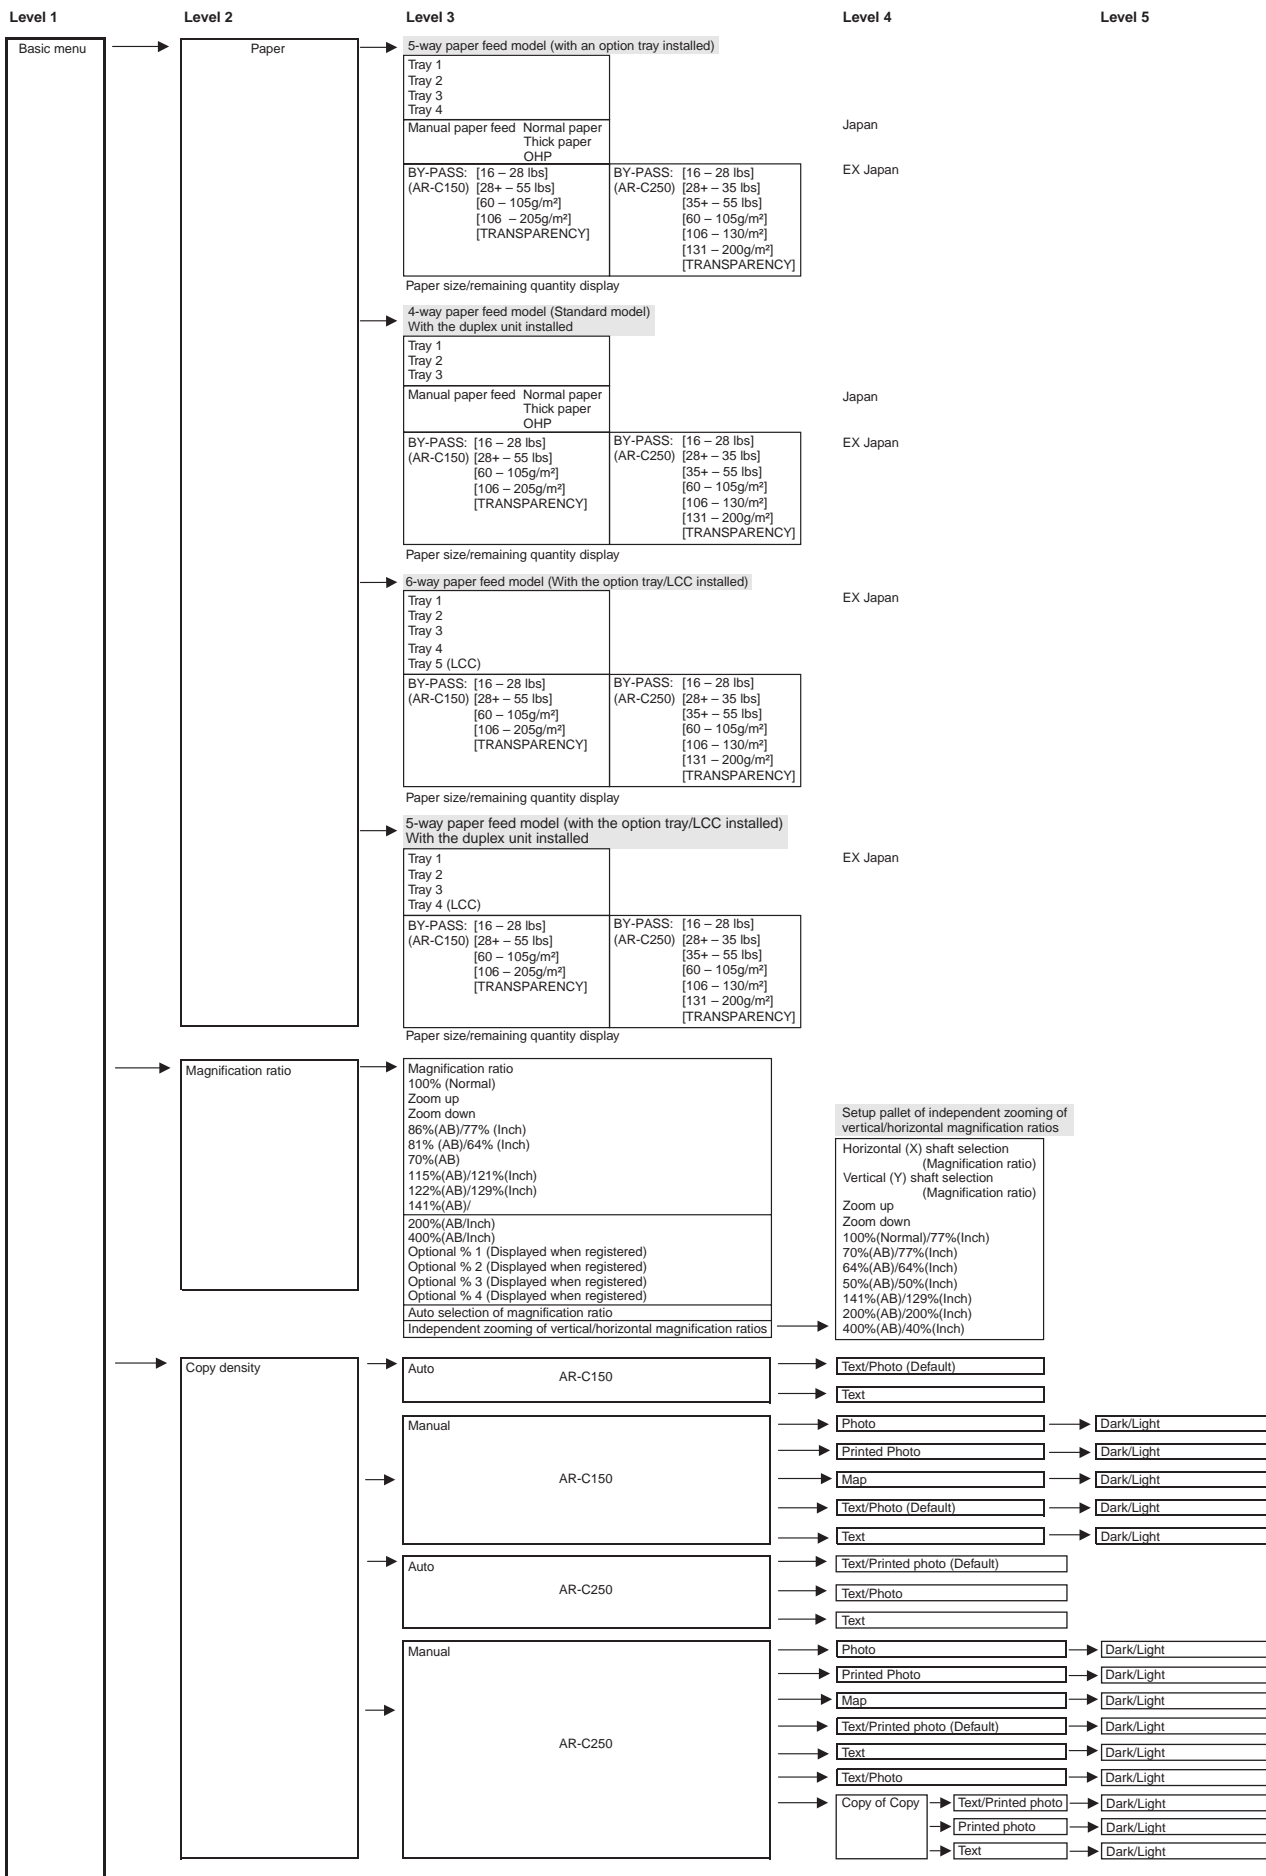 Level 1 Level 2 Level 3 Level 4 Level 5
Basic menu
Paper
5-way paper feed model (with an option tray installed)
Tray 1
Tray 2
Tray 3
Tray 4
Manual paper feed Normal paper
Thick paper
OHP
Japan
BY-PASS: [16 – 28 lbs]
(AR-C150) [28+ – 55 lbs]
[60 – 105g/m²]
[106 – 205g/m²]
[TRANSPARENCY]
BY-PASS: [16 – 28 lbs]
(AR-C250) [28+ – 35 lbs]
[35+ – 55 lbs]
[60 – 105g/m²]
[106 – 130/m²]
[131 – 200g/m²]
[TRANSPARENCY]
EX Japan
Paper size/remaining quantity display
4-way paper feed model (Standard model)
With the duplex unit installed
Tray 1
Tray 2
Tray 3
Manual paper feed Normal paper
Thick paper
OHP
Japan
BY-PASS: [16 – 28 lbs]
(AR-C150) [28+ – 55 lbs]
[60 – 105g/m²]
[106 – 205g/m²]
[TRANSPARENCY]
BY-PASS: [16 – 28 lbs]
(AR-C250) [28+ – 35 lbs]
[35+ – 55 lbs]
[60 – 105g/m²]
[106 – 130/m²]
[131 – 200g/m²]
[TRANSPARENCY]
EX Japan
Paper size/remaining quantity display
6-way paper feed model (With the option tray/LCC installed)
Tray 1
Tray 2
Tray 3
Tray 4
Tray 5 (LCC)
EX Japan
BY-PASS: [16 – 28 lbs]
(AR-C150) [28+ – 55 lbs]
[60 – 105g/m²]
[106 – 205g/m²]
[TRANSPARENCY]
BY-PASS: [16 – 28 lbs]
(AR-C250) [28+ – 35 lbs]
[35+ – 55 lbs]
[60 – 105g/m²]
[106 – 130/m²]
[131 – 200g/m²]
[TRANSPARENCY]
Paper size/remaining quantity display
5-way paper feed model (with the option tray/LCC installed)
With the duplex unit installed
Tray 1
Tray 2
Tray 3
Tray 4 (LCC)
EX Japan
BY-PASS: [16 – 28 lbs]
(AR-C150) [28+ – 55 lbs]
[60 – 105g/m²]
[106 – 205g/m²]
[TRANSPARENCY]
BY-PASS: [16 – 28 lbs]
(AR-C250) [28+ – 35 lbs]
[35+ – 55 lbs]
[60 – 105g/m²]
[106 – 130/m²]
[131 – 200g/m²]
[TRANSPARENCY]
Paper size/remaining quantity display
Magnification ratio
Magnification ratio
100% (Normal)
Zoom up
Zoom down
86%(AB)/77% (Inch)
81% (AB)/64% (Inch)
70%(AB)
115%(AB)/121%(Inch)
122%(AB)/129%(Inch)
141%(AB)/
200%(AB/Inch)
400%(AB/Inch)
Optional % 1 (Displayed when registered)
Optional % 2 (Displayed when registered)
Optional % 3 (Displayed when registered)
Optional % 4 (Displayed when registered)
Auto selection of magnification ratio
Independent zooming of vertical/horizontal magnification ratios
Setup pallet of independent zooming of
vertical/horizontal magnification ratios
Horizontal (X) shaft selection
(Magnification ratio)
Vertical (Y) shaft selection
(Magnification ratio)
Zoom up
Zoom down
100%(Normal)/77%(Inch)
70%(AB)/77%(Inch)
64%(AB)/64%(Inch)
50%(AB)/50%(Inch)
141%(AB)/129%(Inch)
200%(AB)/200%(Inch)
400%(AB)/40%(Inch)
Copy density
Auto
AR-C150
Text/Photo (Default)
Text
Manual
AR-C150
Photo Dark/Light
Printed Photo Dark/Light
Map Dark/Light
Text/Photo (Default) Dark/Light
Text Dark/Light
Auto
AR-C250
Text/Printed photo (Default)
Text/Photo
Text
Manual
AR-C250
Photo Dark/Light
Printed Photo Dark/Light
Map Dark/Light
Text/Printed photo (Default) Dark/Light
Text Dark/Light
Text/Photo Dark/Light
Copy of Copy Text/Printed photo Dark/Light
Printed photo Dark/Light
Text Dark/Light